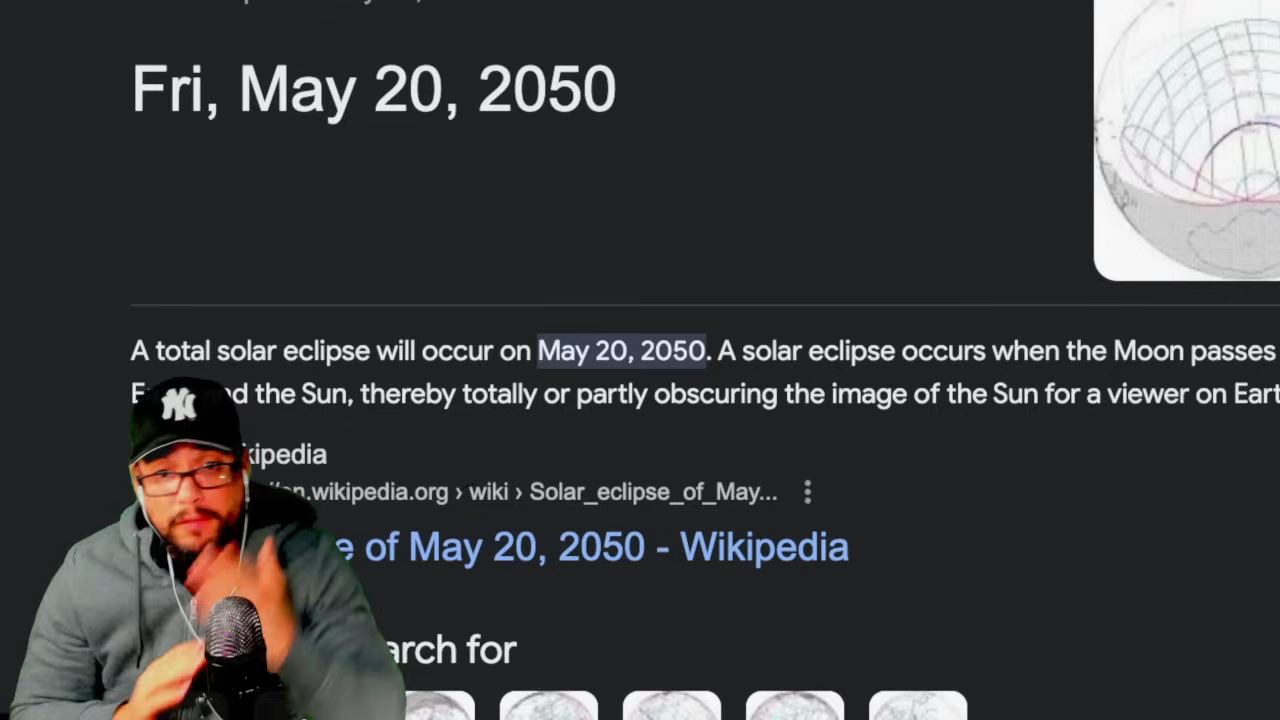 Fri, May 20, 2050
A total solar eclipse will occur on May 20, 2050. A solar eclipse occurs when the Moon passes
and the Sun, thereby totally or partly obscuring the image of the Sun for a viewer on Eart
NY
kipedia
en.wikipedia.org › wiki › Solar_eclipse_of_May...
e of May 20, 2050 - Wikipedia
arch for